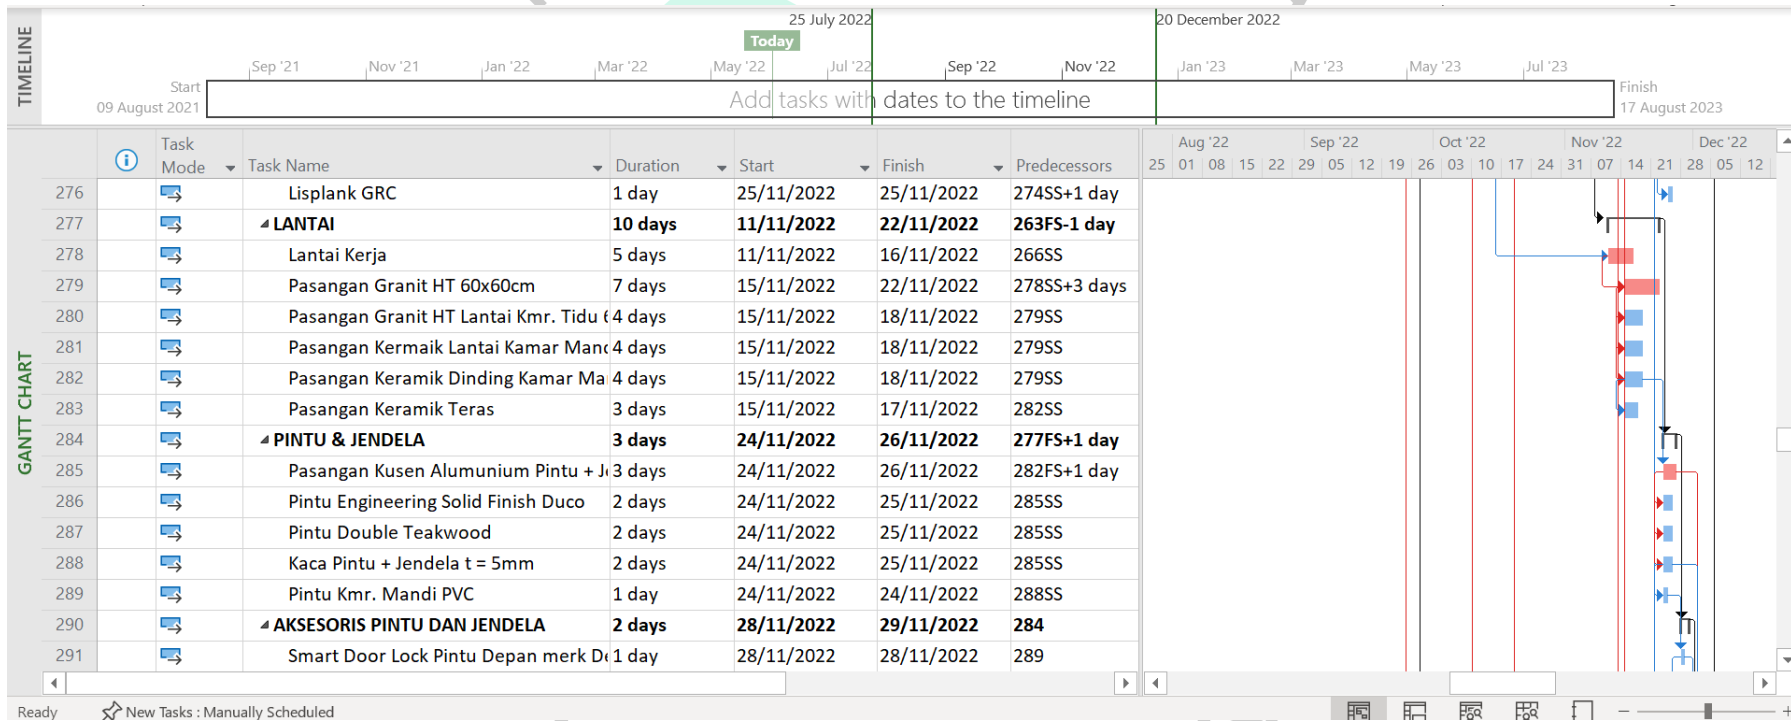 25 July 2022 20 December 2022
Today
Sep '21 Nov '21 Jan '22 Mar '22 May '22 Jul '22 Sep '22 Nov '22 Jan '23 Mar '23 May '23 Jul '23
TIMELINE
Start Finish
09 August 2021 Add tasks with dates to the timeline 17 August 2023
GANTT CHART
Task Mode Task Name Duration Start Finish Predecessors
Aug '22 Sep '22 Oct '22 Nov '22 Dec '22
25 01 08 15 22 29 05 12 19 26 03 10 17 24 31 07 14 21 28 05 12
276 Lisplank GRC 1 day 25/11/2022 25/11/2022 274SS+1 day
277 LANTAI 10 days 11/11/2022 22/11/2022 263FS-1 day
278 Lantai Kerja 5 days 11/11/2022 16/11/2022 266SS
279 Pasangan Granit HT 60x60cm 7 days 15/11/2022 22/11/2022 278SS+3 days
280 Pasangan Granit HT Lantai Kmr. Tidu 4 days 15/11/2022 18/11/2022 279SS
281 Pasangan Kermaik Lantai Kamar Man 4 days 15/11/2022 18/11/2022 279SS
282 Pasangan Keramik Dinding Kamar Ma 4 days 15/11/2022 18/11/2022 279SS
283 Pasangan Keramik Teras 3 days 15/11/2022 17/11/2022 282SS
284 PINTU & JENDELA 3 days 24/11/2022 26/11/2022 277FS+1 day
285 Pasangan Kusen Alumunium Pintu + J 3 days 24/11/2022 26/11/2022 282FS+1 day
286 Pintu Engineering Solid Finish Duco 2 days 24/11/2022 25/11/2022 285SS
287 Pintu Double Teakwood 2 days 24/11/2022 25/11/2022 285SS
288 Kaca Pintu + Jendela t = 5mm 2 days 24/11/2022 25/11/2022 285SS
289 Pintu Kmr. Mandi PVC 1 day 24/11/2022 24/11/2022 288SS
290 AKSESORIS PINTU DAN JENDELA 2 days 28/11/2022 29/11/2022 284
291 Smart Door Lock Pintu Depan merk D 1 day 28/11/2022 28/11/2022 289
Ready New Tasks : Manually Scheduled